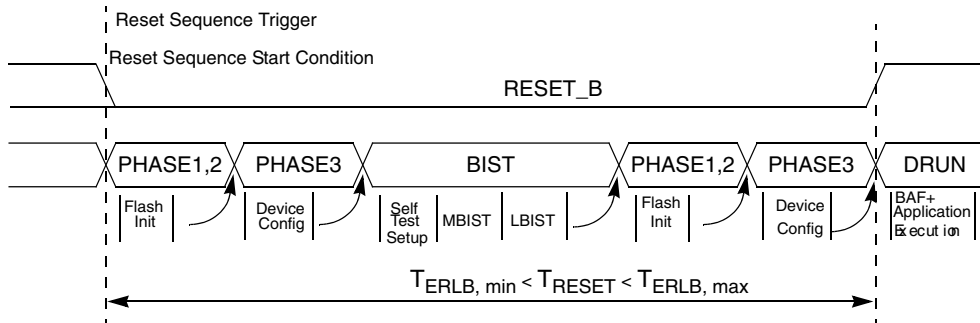 Reset Sequence Trigger
Reset Sequence Start Condition
RESET_B
PHASE1,2 PHASE3 BIST PHASE1,2 PHASE3 DRUN
Flash Init
Device Config
Self Test Setup
MBIST
LBIST
Flash Init
Device Config
BAF+ Application Execution
TERLB, min < TRESET < TERLB, max